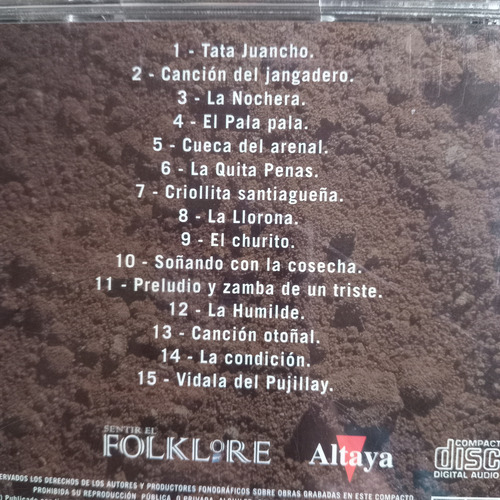 1 - Tata Juancho.
2 - Canción del jangadero.
3 - La Nochera.
4 - El Pala pala.
5 - Cueca del arenal.
6 - La Quita Penas.
7 - Criollita santiagueña.
8 - La Llorona.
9 - El churito.
10 - Soñando con la cosecha.
11 - Preludio y zamba de un triste.
12 - La Humilde.
13 - Canción otoñal.
14 - La condición.
15 - Vidala del Pujillay.
SENTIR EL
FOLKLORE
Altaya
COMPACT
disc
DIGITAL AUDIO
ERVADOS LOS DERECHOS DE LOS AUTORES Y PRODUCTORES FONOGRÁFICOS SOBRE OBRAS GRABADAS EN ESTE COMPACTO
PROHIBIDA SU REPRODUCCIÓN PÚBLICA